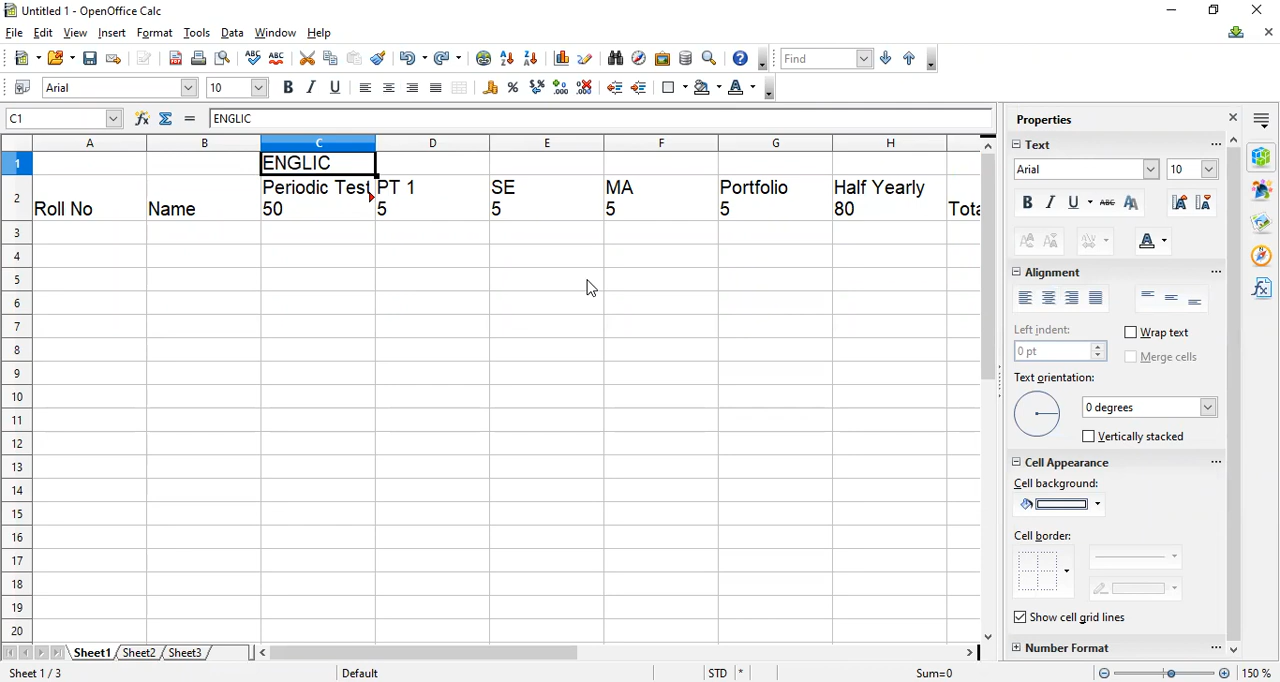 Untitled 1 - OpenOffice Calc
File Edit View Insert Format Tools Data Window Help
Find
Arial 10
C1 ENGLIC
A B C D E F G H
1 ENGLIC
Periodic Test PT 1 SE MA Portfolio Half Yearly
2 Roll No Name 50 5 5 5 5 80 Tota
3
4
5
6
7
8
9
10
11
12
13
14
15
16
17
18
19
20
Sheet1 Sheet2 Sheet3
Sheet 1 / 3 Default STD * Sum=0 150 %
Properties
Text
Arial 10
Alignment
Left indent: Wrap text
0 pt Merge cells
Text orientation:
0 degrees
Vertically stacked
Cell Appearance
Cell background:
Cell border:
Show cell grid lines
Number Format